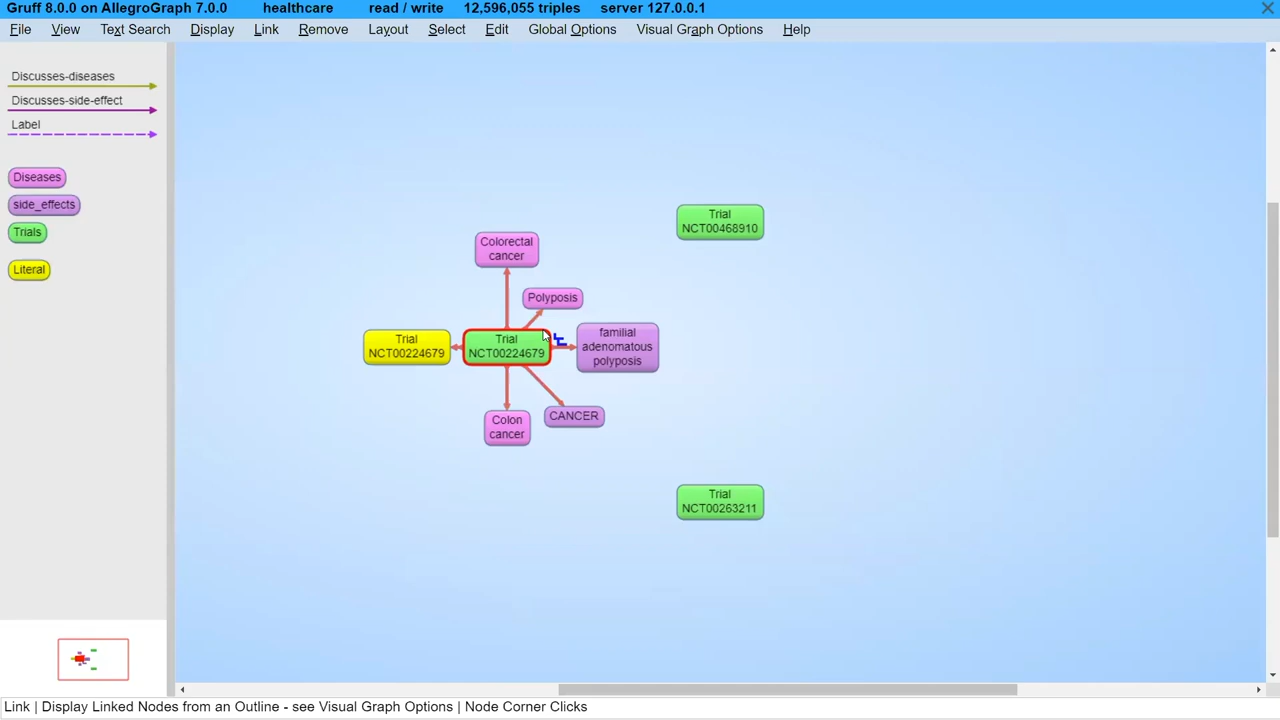 Gruff 8.0.0 on AllegroGraph 7.0.0 healthcare read / write 12,596,055 triples server 127.0.0.1
File View Text Search Display Link Remove Layout Select Edit Global Options Visual Graph Options Help
Discusses-diseases
Discusses-side-effect
Label
Diseases
side_effects
Trials
Literal
Trial
NCT00468910
Colorectal
cancer
Polyposis
Trial
NCT00224679
Trial
NCT00224679
familial
adenomatous
polyposis
Colon
cancer
CANCER
Trial
NCT00263211
Link | Display Linked Nodes from an Outline - see Visual Graph Options | Node Corner Clicks